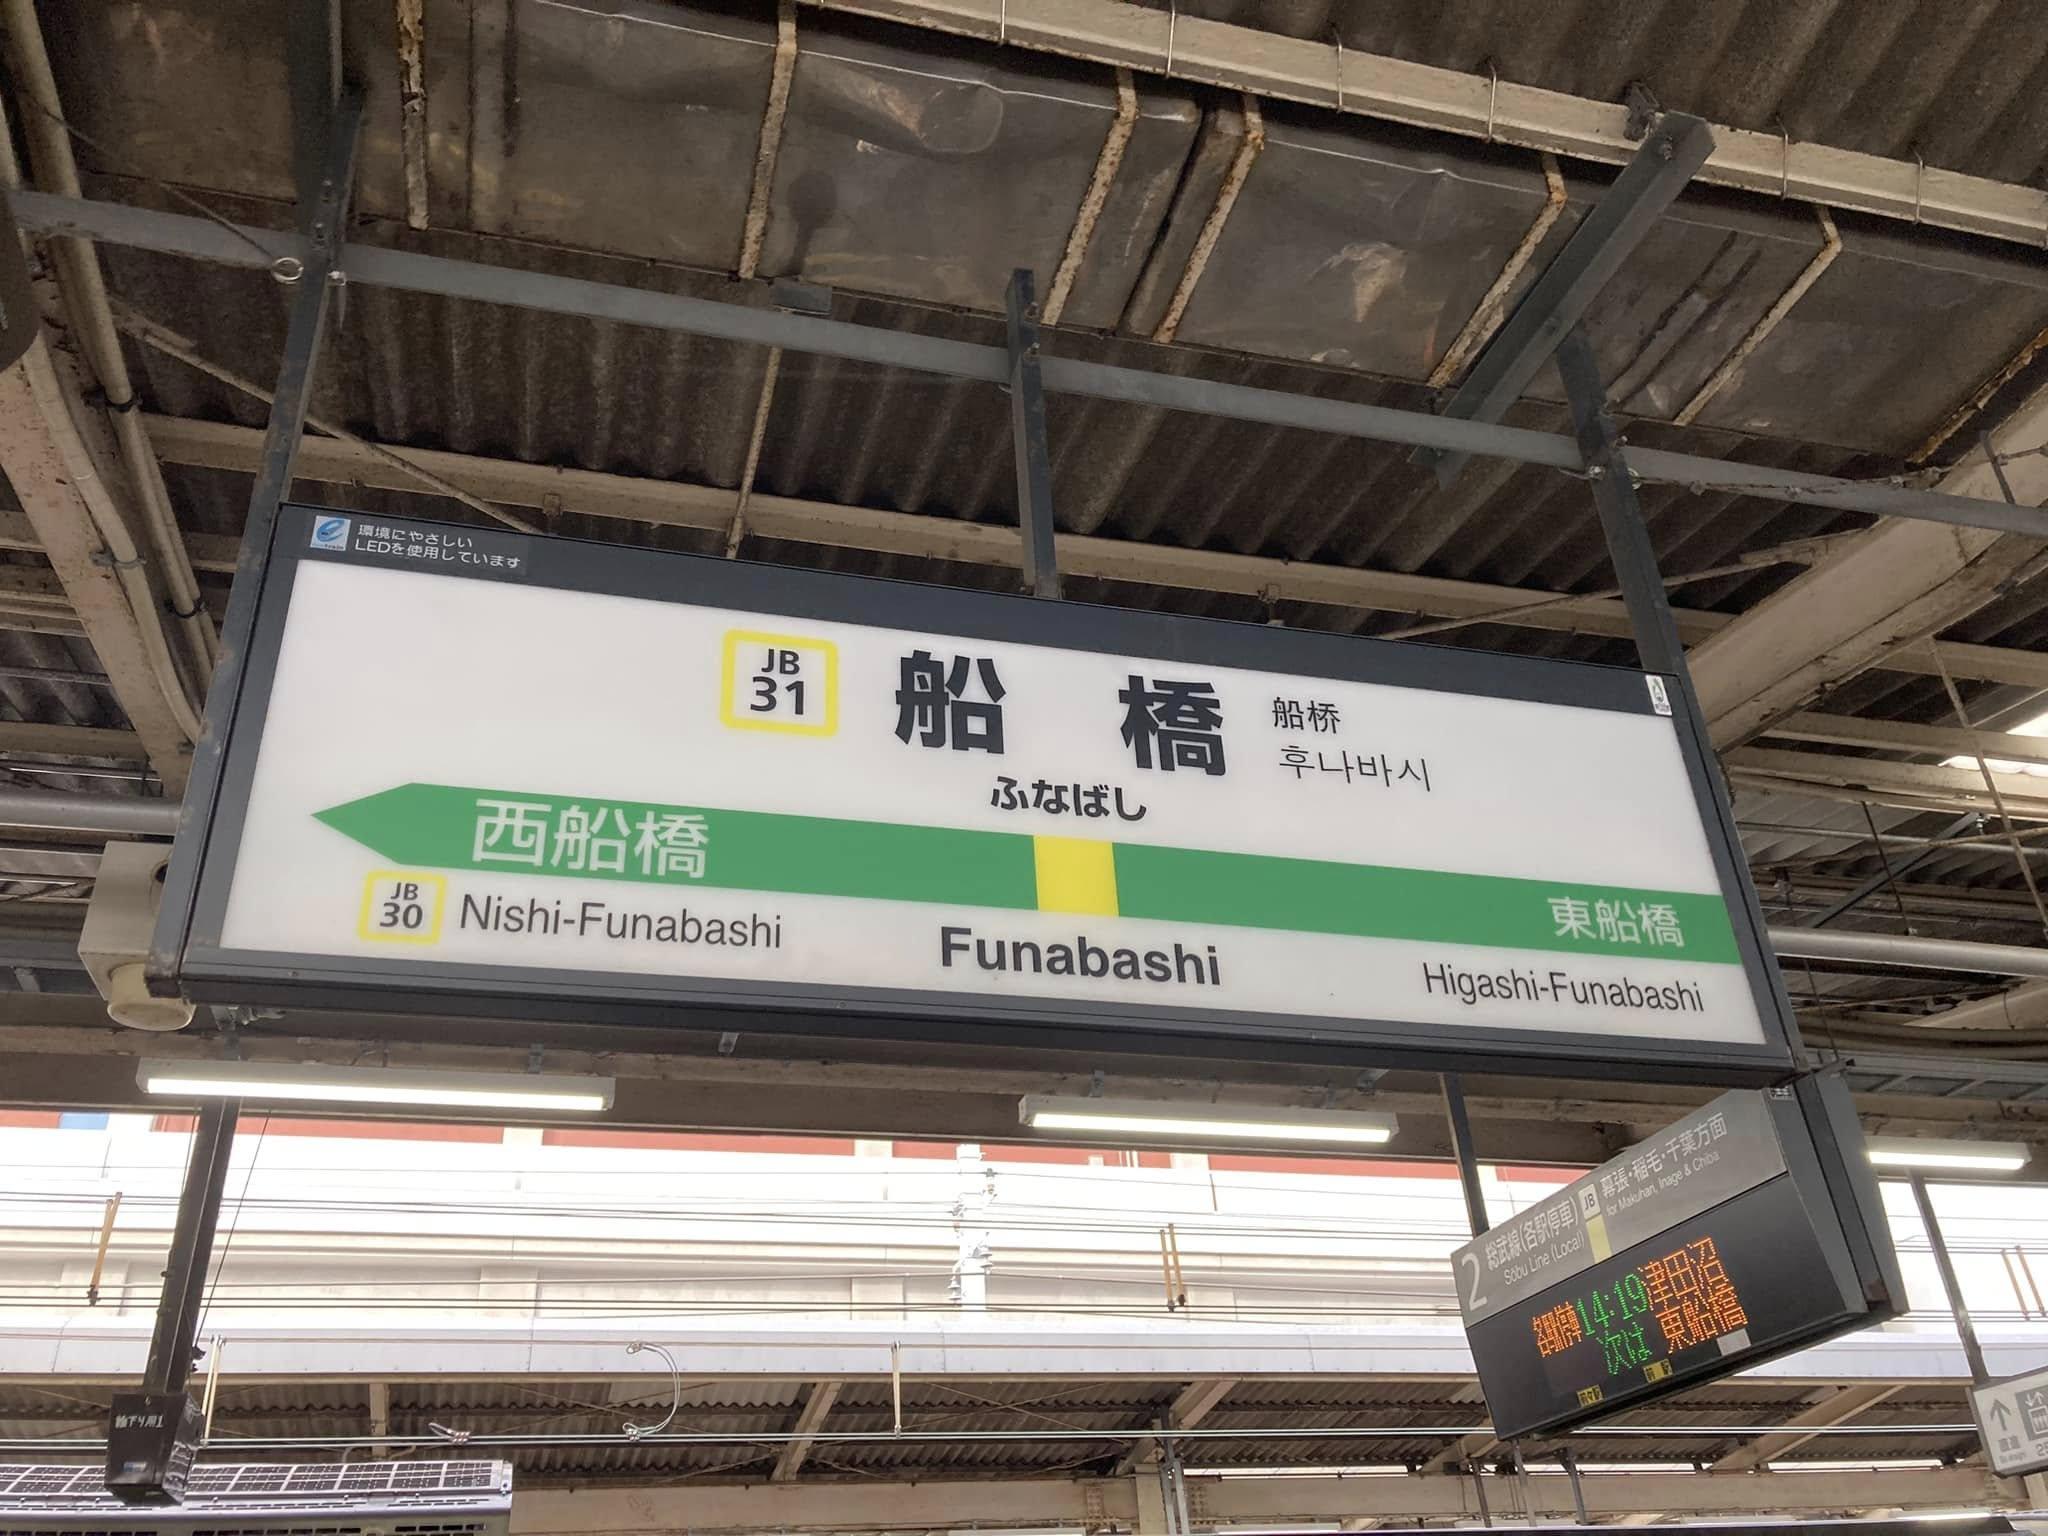 環境にやさしい
LEDを使用しています
JB
31
船橋
船桥
후나바시
ふなばし
西船橋
東船橋
JB
30
Nishi-Funabashi
Funabashi
Higashi-Funabashi
2
総武線(各駅停車)
Sōbu Line (Local)
JB
幕張・稲毛・千葉方面
for Makuhari, Inage & Chiba
各駅停車 14:19 津田沼
次は 東船橋